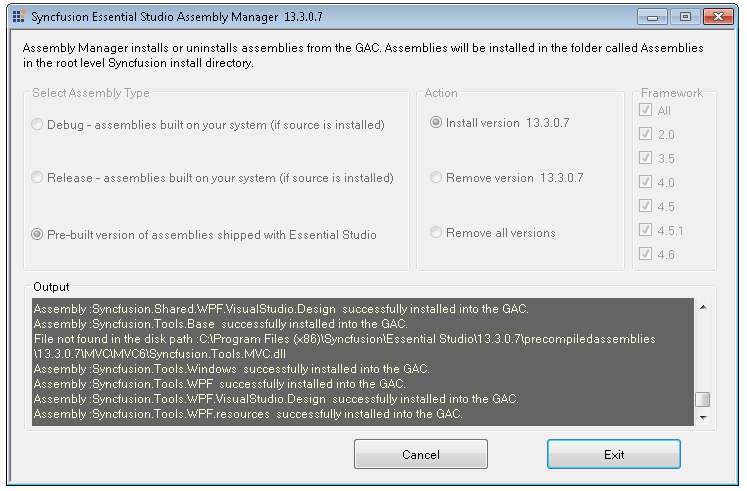 Syncfusion Essential Studio Assembly Manager 13.3.0.7
Assembly Manager installs or uninstalls assemblies from the GAC. Assemblies will be installed in the folder called Assemblies
in the root level Syncfusion install directory.
Select Assembly Type
Debug - assemblies built on your system (if source is installed)
Release - assemblies built on your system (if source is installed)
Pre-built version of assemblies shipped with Essential Studio
Action
Install version 13.3.0.7
Remove version 13.3.0.7
Remove all versions
Framework
All
2.0
3.5
4.0
4.5
4.5.1
4.6
Output
Assembly :Syncfusion.Shared.WPF.VisualStudio.Design successfully installed into the GAC.
Assembly :Syncfusion.Tools.Base successfully installed into the GAC.
File not found in the disk path :C:\Program Files (x86)\Syncfusion\Essential Studio\13.3.0.7\precompiledassemblies
\13.3.0.7\MVC\MVC6\Syncfusion.Tools.MVC.dll
Assembly :Syncfusion.Tools.Windows successfully installed into the GAC.
Assembly :Syncfusion.Tools.WPF successfully installed into the GAC.
Assembly :Syncfusion.Tools.WPF.VisualStudio.Design successfully installed into the GAC.
Assembly :Syncfusion.Tools.WPF.resources successfully installed into the GAC.
Cancel
Exit